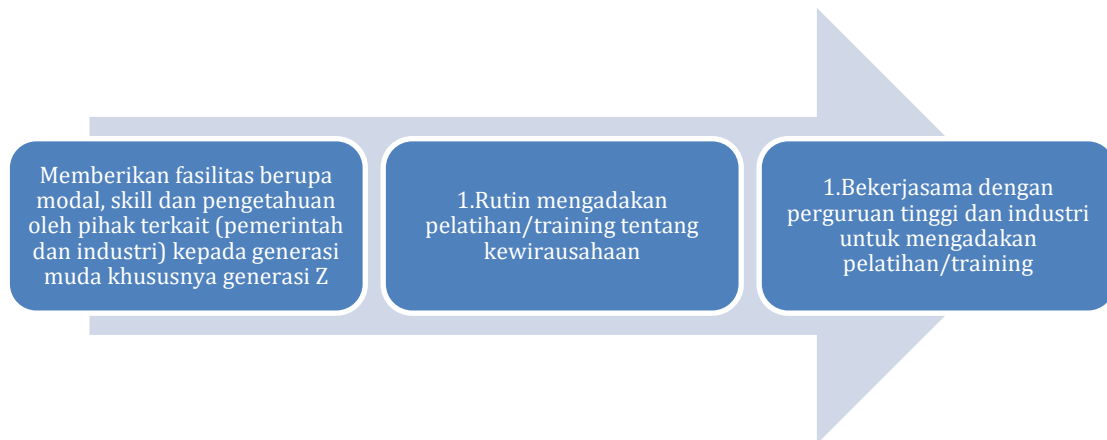 Memberikan fasilitas berupa
modal, skill dan pengetahuan
oleh pihak terkait (pemerintah
dan industri) kepada generasi
muda khususnya generasi Z
1.Rutin mengadakan
pelatihan/training tentang
kewirausahaan
1.Bekerjasama dengan
perguruan tinggi dan industri
untuk mengadakan
pelatihan/training